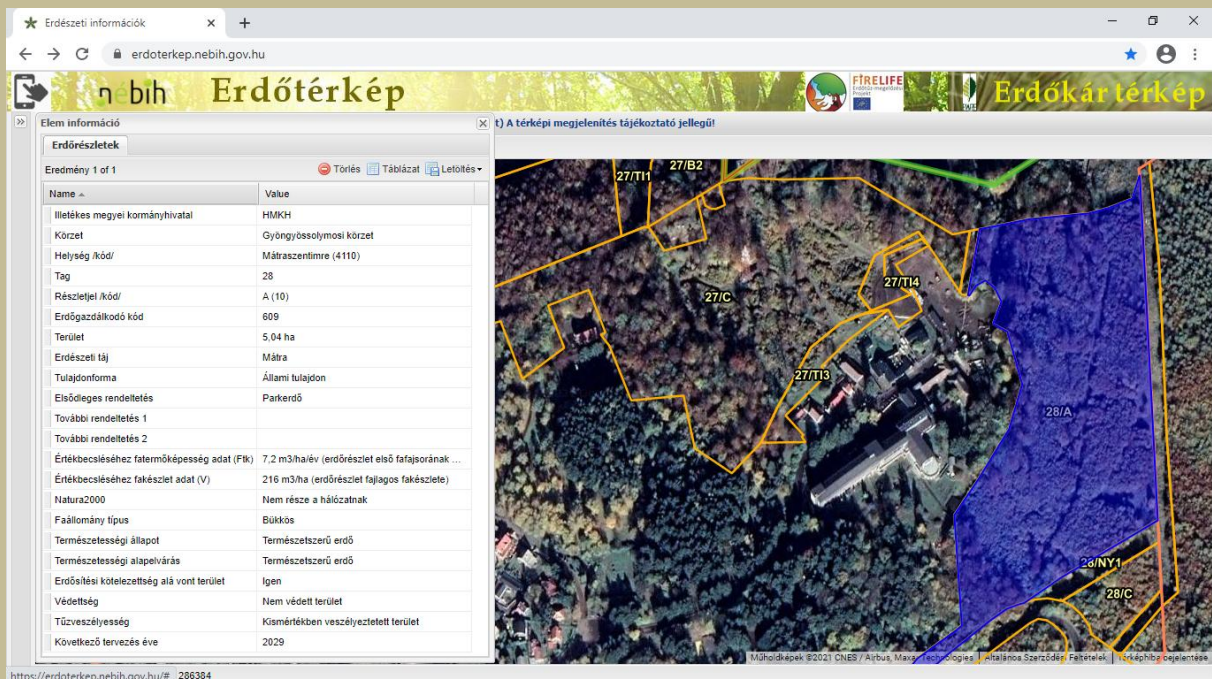 Erdészeti információk
erdoterkep.nebih.gov.hu
nébih Erdőtérkép
FIRELIFE
Erdőkár térkép
Elem információ
t) A térképi megjelenítés tájékoztató jellegű!
Erdőrészletek
Eredmény 1 of 1 Törlés Táblázat Letöltés
Name Value
Illetékes megyei kormányhivatal HMKH
Körzet Gyöngyössolymosi körzet
Helység /kód/ Mátraszentimre (4110)
Tag 28
Részletjel /kód/ A (10)
Erdőgazdálkodó kód 609
Terület 5,04 ha
Erdészeti táj Mátra
Tulajdonforma Állami tulajdon
Elsődleges rendeltetés Parkerdő
További rendeltetés 1
További rendeltetés 2
Értékbecsléséhez fatermőképesség adat (Ftk) 7,2 m3/ha/év (erdőrészlet első fafajsorának ...
Értékbecsléséhez fakészlet adat (V) 216 m3/ha (erdőrészlet fajlagos fakészlete)
Natura2000 Nem része a hálózatnak
Faállomány típus Bükkös
Természetességi állapot Természetszerű erdő
Természetességi alapelvárás Természetszerű erdő
Erdősítési kötelezettség alá vont terület Igen
Védettség Nem védett terület
Tűzveszélyesség Kismértékben veszélyeztetett terület
Következő tervezés éve 2029
27/TI1
27/B2
27/C
27/TI4
27/TI3
28/A
28/NY1
28/C
Műholdképek ©2021 CNES / Airbus, Maxar Technologies Általános Szerződési Feltételek Térképhiba bejelentése
https://erdoterkep.nebih.gov.hu/# 286384